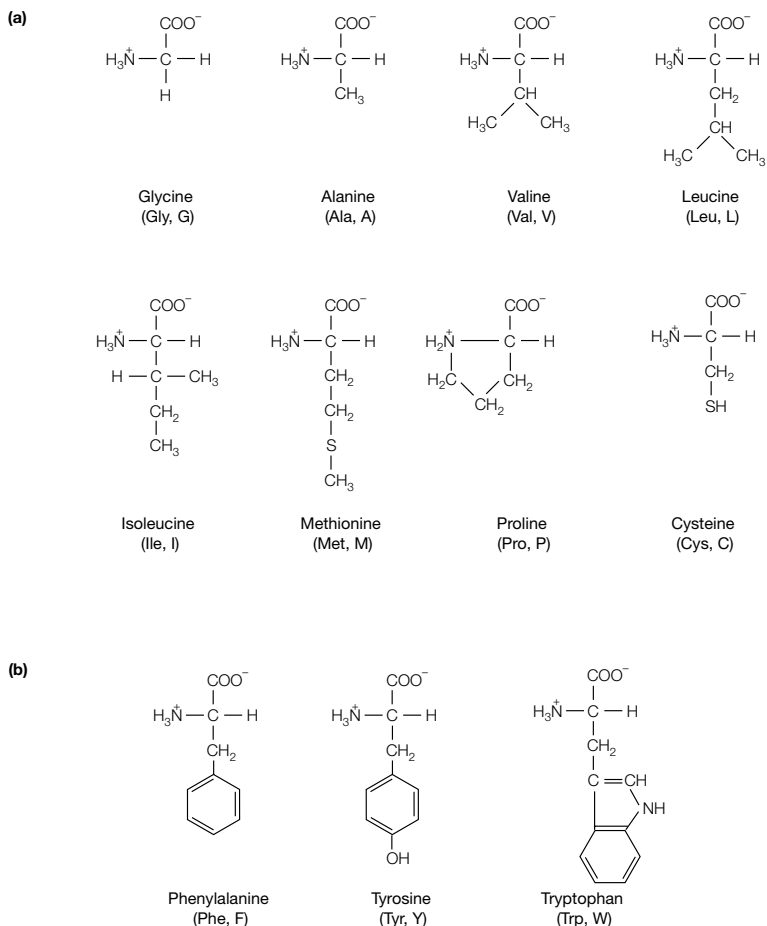 (a)
COO⁻ COO⁻ COO⁻ COO⁻
H₃N⁺—C—H H₃N⁺—C—H H₃N⁺—C—H H₃N⁺—C—H
H CH₃ CH CH₂
H₃C CH₃ CH
H₃C CH₃
Glycine Alanine Valine Leucine
(Gly, G) (Ala, A) (Val, V) (Leu, L)
COO⁻ COO⁻ COO⁻ COO⁻
H₃N⁺—C—H H₃N⁺—C—H H₂N⁺—C—H H₃N⁺—C—H
H—C—CH₃ CH₂ H₂C CH₂ CH₂
CH₂ CH₂ CH₂ SH
CH₃ S
CH₃
Isoleucine Methionine Proline Cysteine
(Ile, I) (Met, M) (Pro, P) (Cys, C)
(b)
COO⁻ COO⁻ COO⁻
H₃N⁺—C—H H₃N⁺—C—H H₃N⁺—C—H
CH₂ CH₂ CH₂
C=CH
NH
OH
Phenylalanine Tyrosine Tryptophan
(Phe, F) (Tyr, Y) (Trp, W)